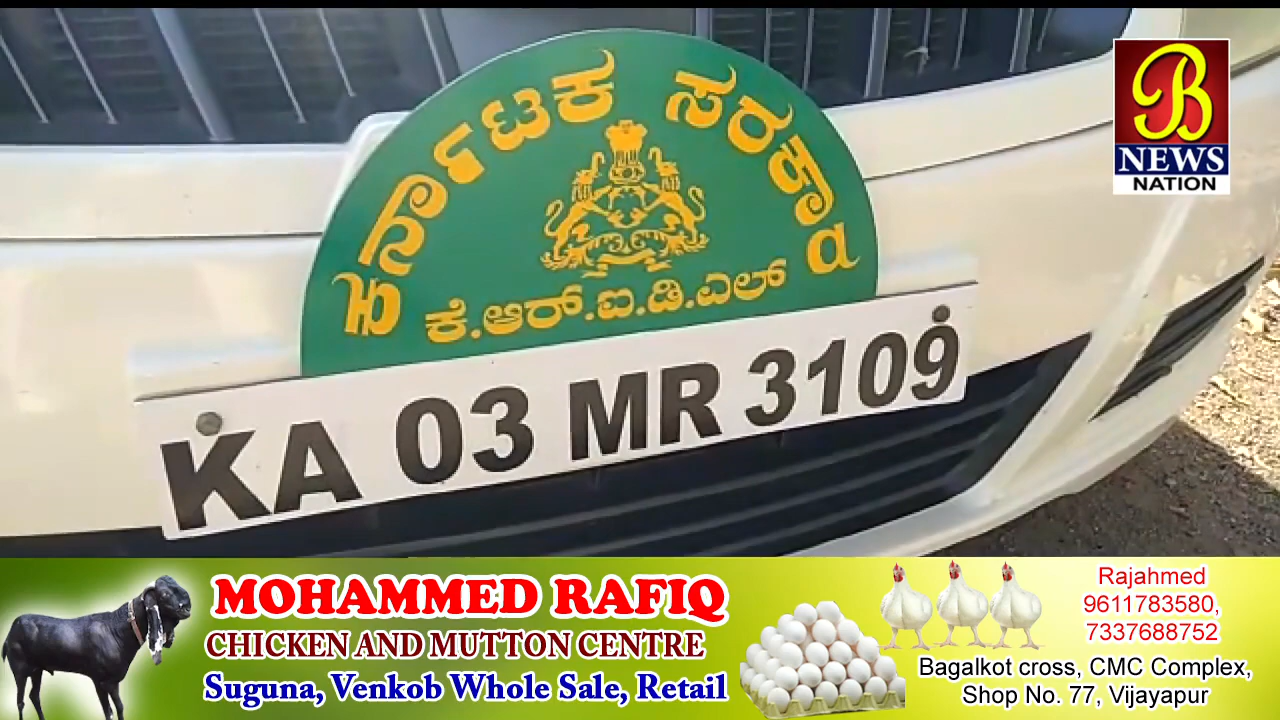 ಕರ್ನಾಟಕ ಸರಕಾರ
ಕೆ.ಆರ್.ಐ.ಡಿ.ಎಲ್
KA 03 MR 3109
B
NEWS
NATION
MOHAMMED RAFIQ
CHICKEN AND MUTTON CENTRE
Suguna, Venkob Whole Sale, Retail
Rajahmed
9611783580,
7337688752
Bagalkot cross, CMC Complex,
Shop No. 77, Vijayapur